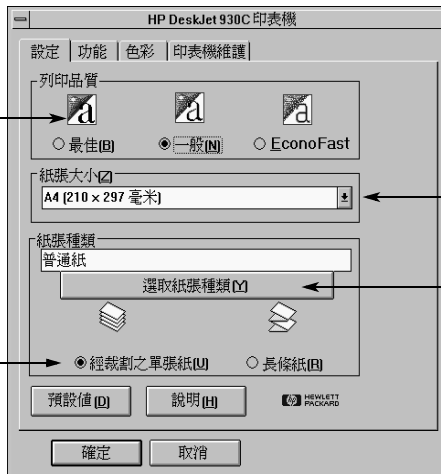 HP DeskJet 930C 印表機
設定 功能 色彩 印表機維護
列印品質
a a a
最佳(B) 一般(N) EconoFast
紙張大小(Z)
A4 (210 x 297 毫米)
紙張種類
普通紙
選取紙張種類(Y)
經裁割之單張紙(U) 長條紙(R)
預設值(D) 說明(H) hp HEWLETT
PACKARD
確定 取消